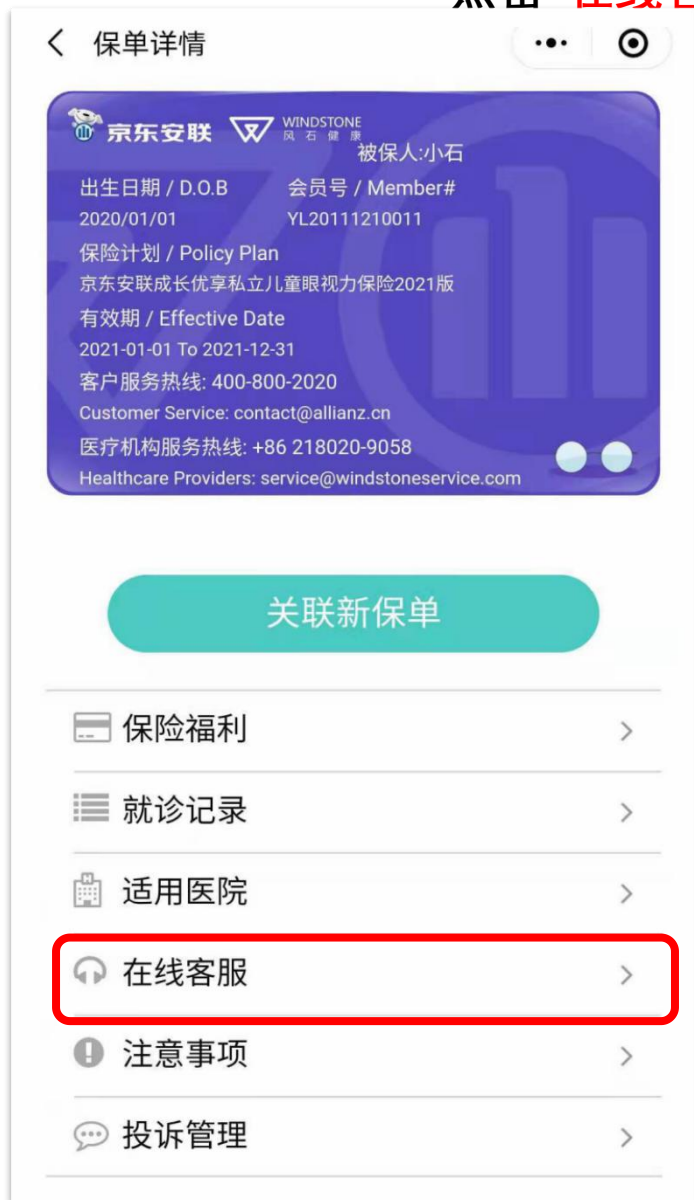 保单详情
京东安联 WINDSTONE
风石健康
被保人:小石
出生日期 / D.O.B 会员号 / Member#
2020/01/01 YL20111210011
保险计划 / Policy Plan
京东安联成长优享私立儿童眼视力保险2021版
有效期 / Effective Date
2021-01-01 To 2021-12-31
客户服务热线: 400-800-2020
Customer Service: contact@allianz.cn
医疗机构服务热线: +86 218020-9058
Healthcare Providers: service@windstoneservice.com
关联新保单
保险福利
就诊记录
适用医院
在线客服
注意事项
投诉管理